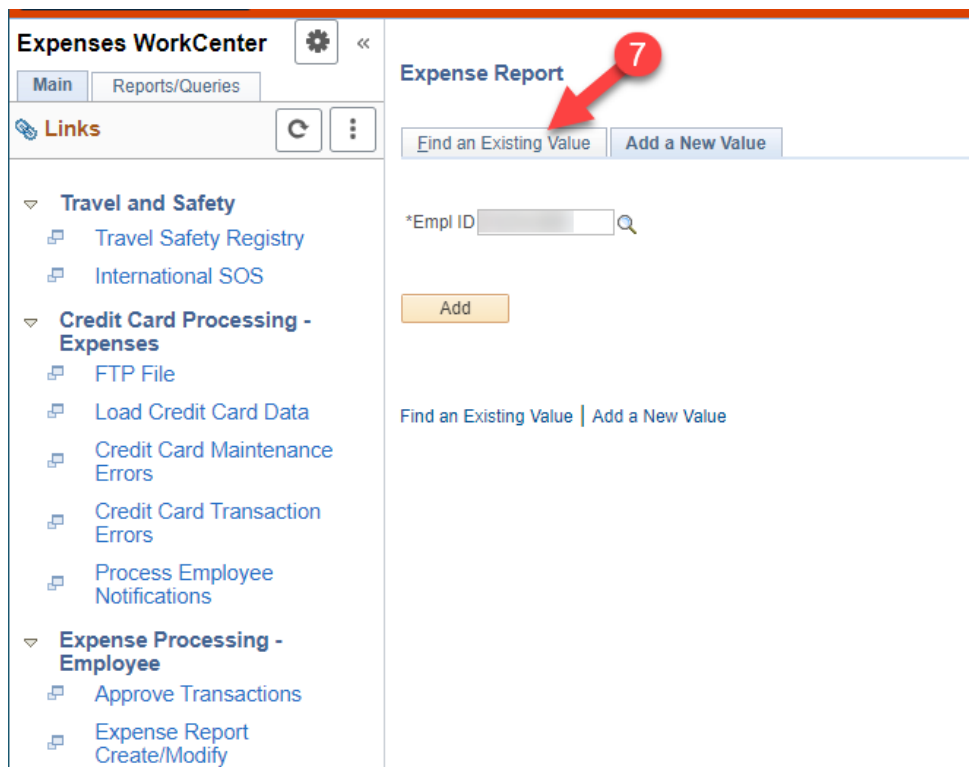 Expenses WorkCenter
«
Main
Reports/Queries
Links
Travel and Safety
Travel Safety Registry
International SOS
Credit Card Processing -
Expenses
FTP File
Load Credit Card Data
Credit Card Maintenance
Errors
Credit Card Transaction
Errors
Process Employee
Notifications
Expense Processing -
Employee
Approve Transactions
Expense Report
Create/Modify
7
Expense Report
Find an Existing Value
Add a New Value
*Empl ID
Add
Find an Existing Value | Add a New Value